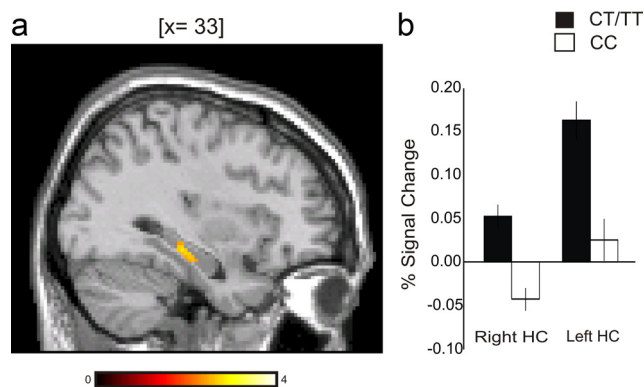 a
[x= 33]
0
4
b
CT/TT
CC
% Signal Change
0.20
0.15
0.10
0.05
0.00
-0.05
-0.10
Right HC
Left HC